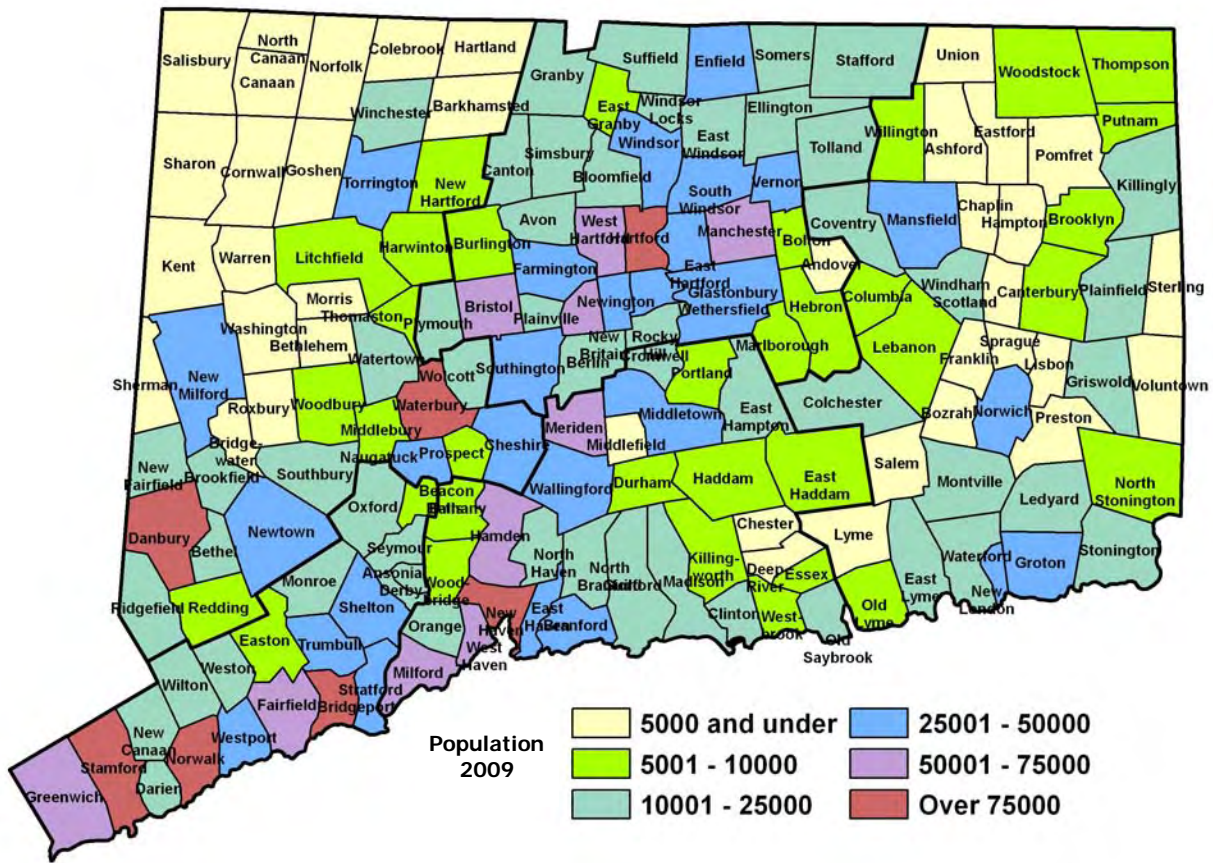 North
Canaan
Canaan
Salisbury
Norfolk
Colebrook
Hartland
Granby
Suffield
Enfield
Somers
Stafford
Union
Woodstock
Thompson
Winchester
Barkhamsted
East
Granby
Windsor
Locks
Ellington
Willington
Ashford
Eastford
Putnam
Sharon
Cornwall
Goshen
Torrington
New
Hartford
Canton
Simsbury
Bloomfield
Windsor
East
Windsor
Tolland
Pomfret
Killingly
Avon
South
Windsor
Vernon
Coventry
Mansfield
Chaplin
Hampton
Brooklyn
Kent
Warren
Litchfield
Harwinton
Burlington
West
Hartford
Hartford
Manchester
Bolton
Andover
Farmington
East
Hartford
Morris
Thomaston
Plymouth
Bristol
Plainville
Newington
Glastonbury
Wethersfield
Hebron
Columbia
Windham
Scotland
Canterbury
Plainfield
Sterling
Washington
Bethlehem
Watertown
New
Britain
Berlin
Rocky
Hill
Cromwell
Marlborough
Lebanon
Franklin
Sprague
Lisbon
Griswold
Voluntown
Sherman
New
Milford
Roxbury
Woodbury
Wolcott
Waterbury
Southington
Portland
Colchester
Bozrah
Norwich
Preston
Bridge-
water
Middlebury
Naugatuck
Prospect
Cheshire
Meriden
Middlefield
Middletown
East
Hampton
New
Fairfield
Brookfield
Southbury
Salem
Montville
Ledyard
North
Stonington
Oxford
Beacon
Falls
Bethany
Hamden
Wallingford
Durham
Haddam
East
Haddam
Danbury
Bethel
Newtown
Seymour
Ansonia
Derby
Wood-
bridge
North
Haven
North
Branford
Guilford
Madison
Killing-
worth
Chester
Deep
River
Essex
Lyme
Waterford
Groton
Stonington
Ridgefield
Redding
Monroe
Shelton
Orange
New
Haven
East
Haven
Branford
Clinton
West-
brook
Old
Saybrook
Old
Lyme
East
Lyme
New
London
Easton
Trumbull
West
Haven
Milford
Weston
Wilton
Stratford
Bridgeport
Fairfield
Westport
New
Canaan
Norwalk
Stamford
Darien
Greenwich
Population
2009
5000 and under
5001 - 10000
10001 - 25000
25001 - 50000
50001 - 75000
Over 75000